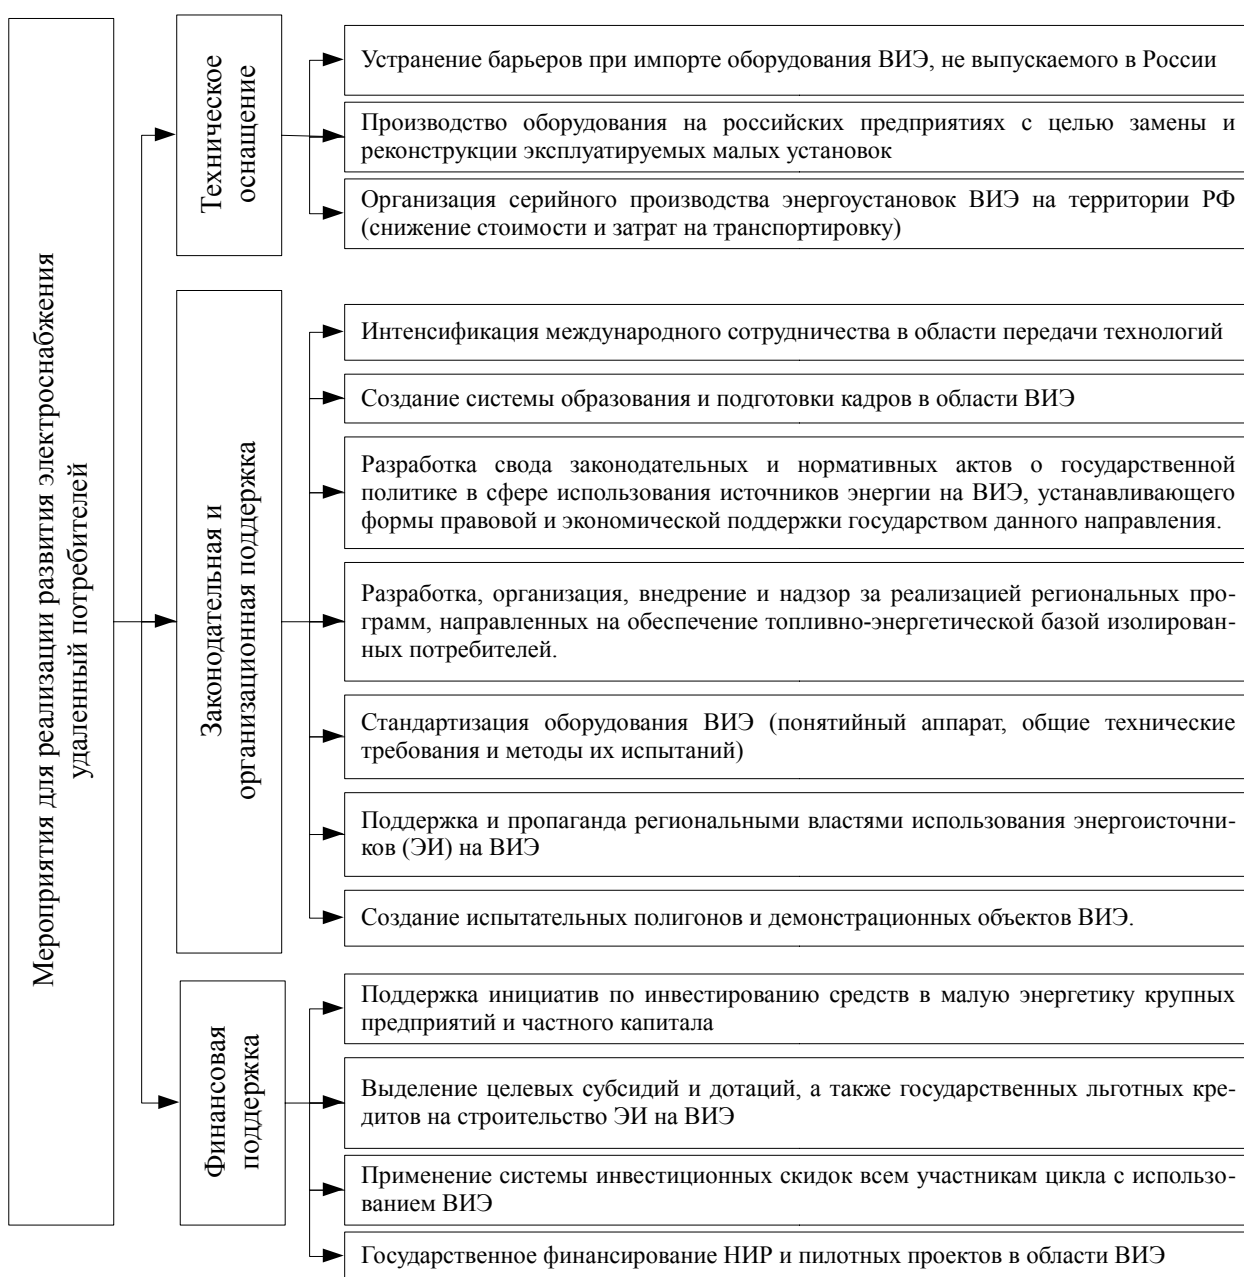 Мероприятия для реализации развития электроснабжения
удаленный потребителей
Техническое
оснащение
Устранение барьеров при импорте оборудования ВИЭ, не выпускаемого в России
Производство оборудования на российских предприятиях с целью замены и
реконструкции эксплуатируемых малых установок
Организация серийного производства энергоустановок ВИЭ на территории РФ
(снижение стоимости и затрат на транспортировку)
Законодательная и
организационная поддержка
Интенсификация международного сотрудничества в области передачи технологий
Создание системы образования и подготовки кадров в области ВИЭ
Разработка свода законодательных и нормативных актов о государственной
политике в сфере использования источников энергии на ВИЭ, устанавливающего
формы правовой и экономической поддержки государством данного направления.
Разработка, организация, внедрение и надзор за реализацией региональных про-
грамм, направленных на обеспечение топливно-энергетической базой изолирован-
ных потребителей.
Стандартизация оборудования ВИЭ (понятийный аппарат, общие технические
требования и методы их испытаний)
Поддержка и пропаганда региональными властями использования энергоисточни-
ков (ЭИ) на ВИЭ
Создание испытательных полигонов и демонстрационных объектов ВИЭ.
Финансовая
поддержка
Поддержка инициатив по инвестированию средств в малую энергетику крупных
предприятий и частного капитала
Выделение целевых субсидий и дотаций, а также государственных льготных кре-
дитов на строительство ЭИ на ВИЭ
Применение системы инвестиционных скидок всем участникам цикла с использо-
ванием ВИЭ
Государственное финансирование НИР и пилотных проектов в области ВИЭ